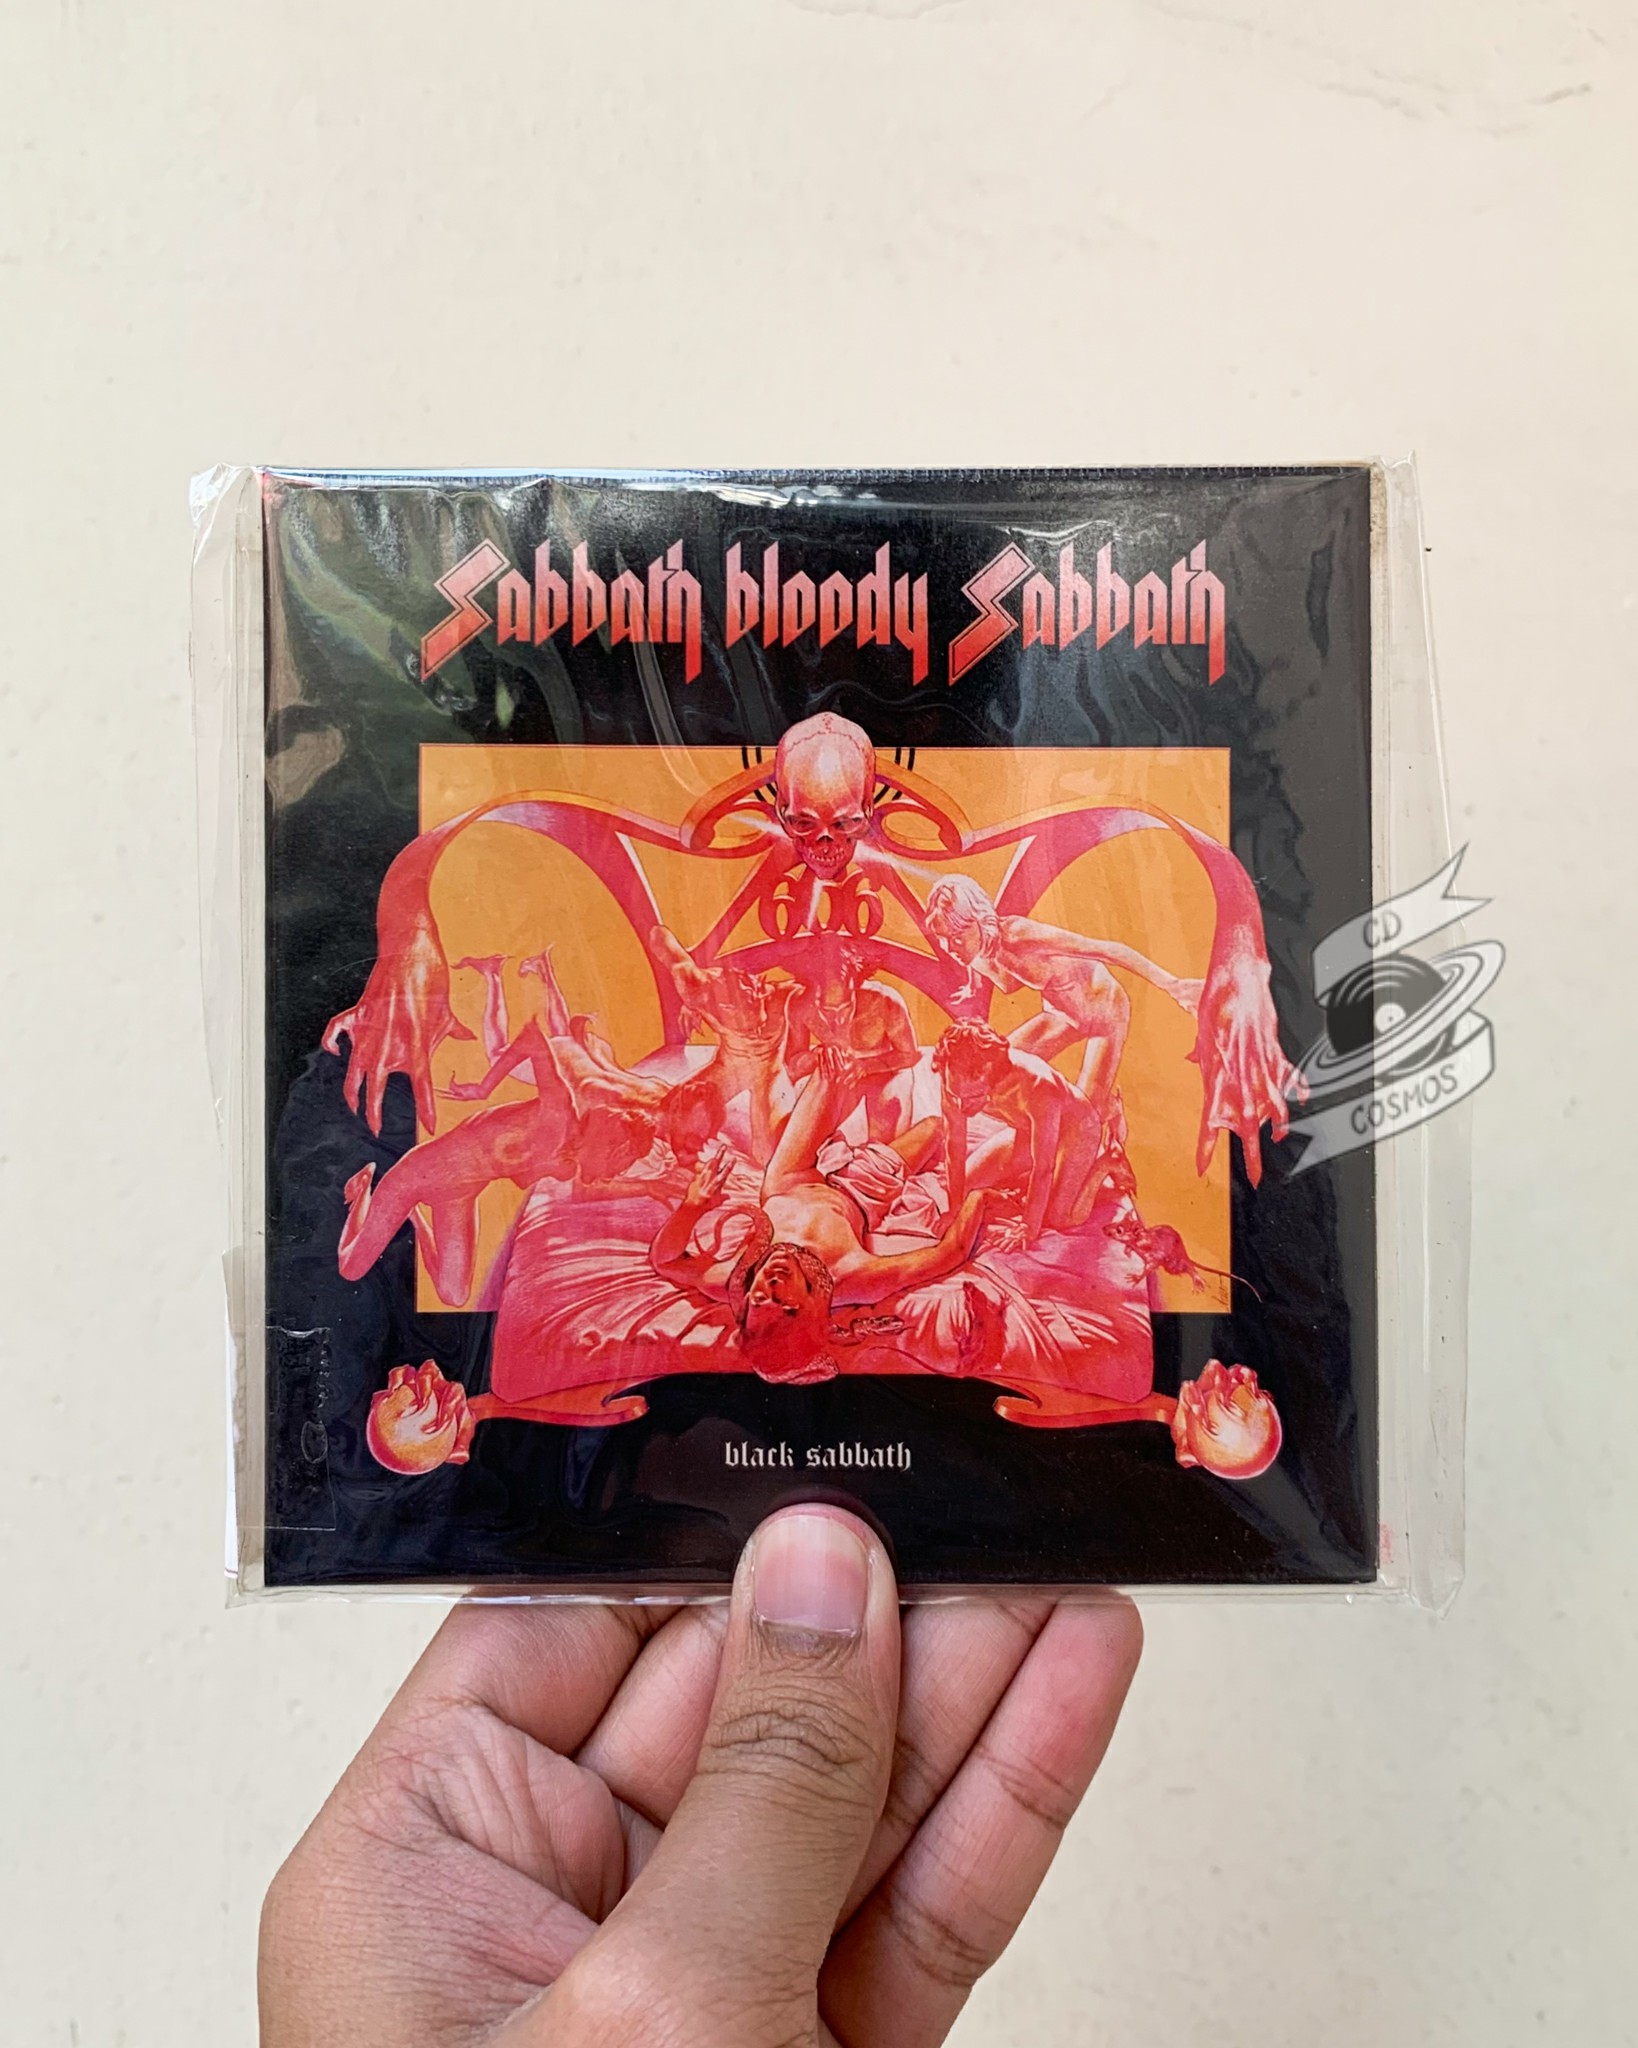 Sabbath bloody Sabbath
666
black sabbath
CD
COSMOS